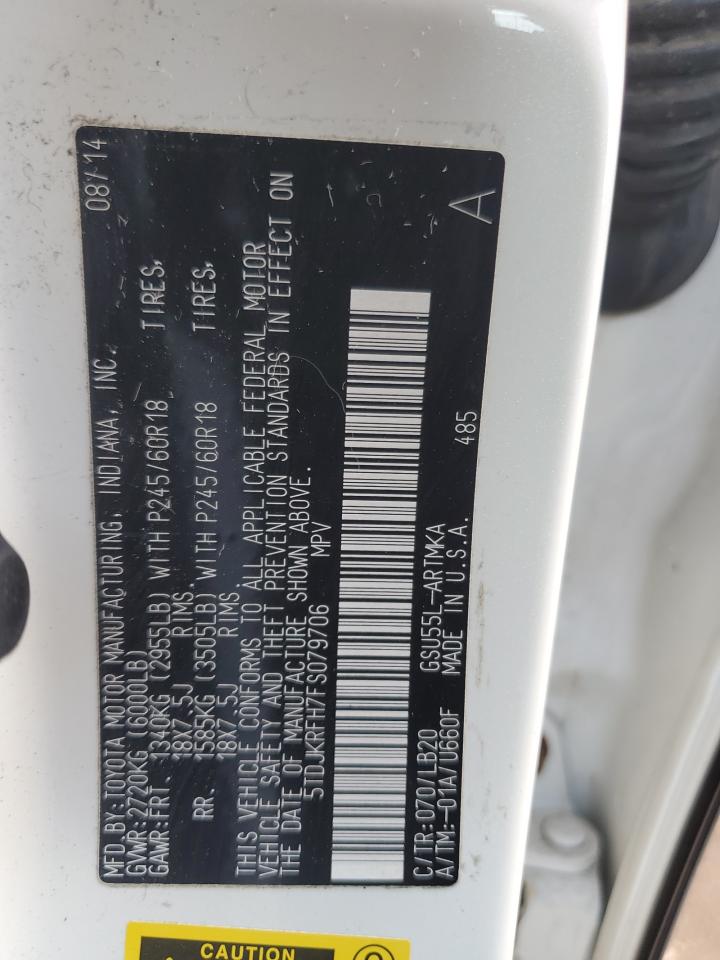 MFD.BY:TOYOTA MOTOR MANUFACTURING, INDIANA, INC. 08/14
GVWR:2720KG (6000LB)
GAWR:FRT. 1340KG (2955LB) WITH P245/60R18 TIRES,
18X7.5J RIMS.
RR. 1585KG (3505LB) WITH P245/60R18 TIRES,
18X7.5J RIMS.
THIS VEHICLE CONFORMS TO ALL APPLICABLE FEDERAL MOTOR
VEHICLE SAFETY AND THEFT PREVENTION STANDARDS IN EFFECT ON
THE DATE OF MANUFACTURE SHOWN ABOVE.
5TDJKRFH7FS079706 MPV
C/TR:070/LB20 GSU55L-ARTMKA 485 A
A/TM:-01A/U660F MADE IN U.S.A.
CAUTION